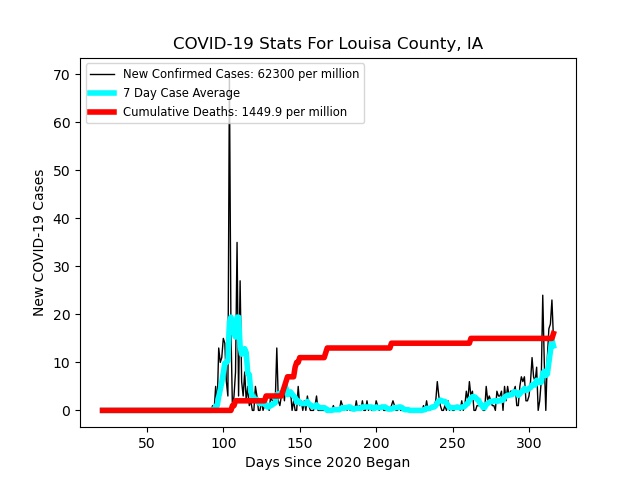 COVID-19 Stats For Louisa County, IA
New Confirmed Cases: 62300 per million
7 Day Case Average
Cumulative Deaths: 1449.9 per million
New COVID-19 Cases
70
60
50
40
30
20
10
0
50 100 150 200 250 300
Days Since 2020 Began